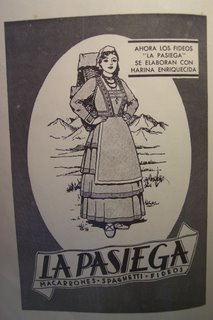 AHORA LOS FIDEOS
"LA PASIEGA"
SE ELABORAN CON
HARINA ENRIQUECIDA
LA PASIEGA
MACARRONES • SPAGHETTI • FIDEOS